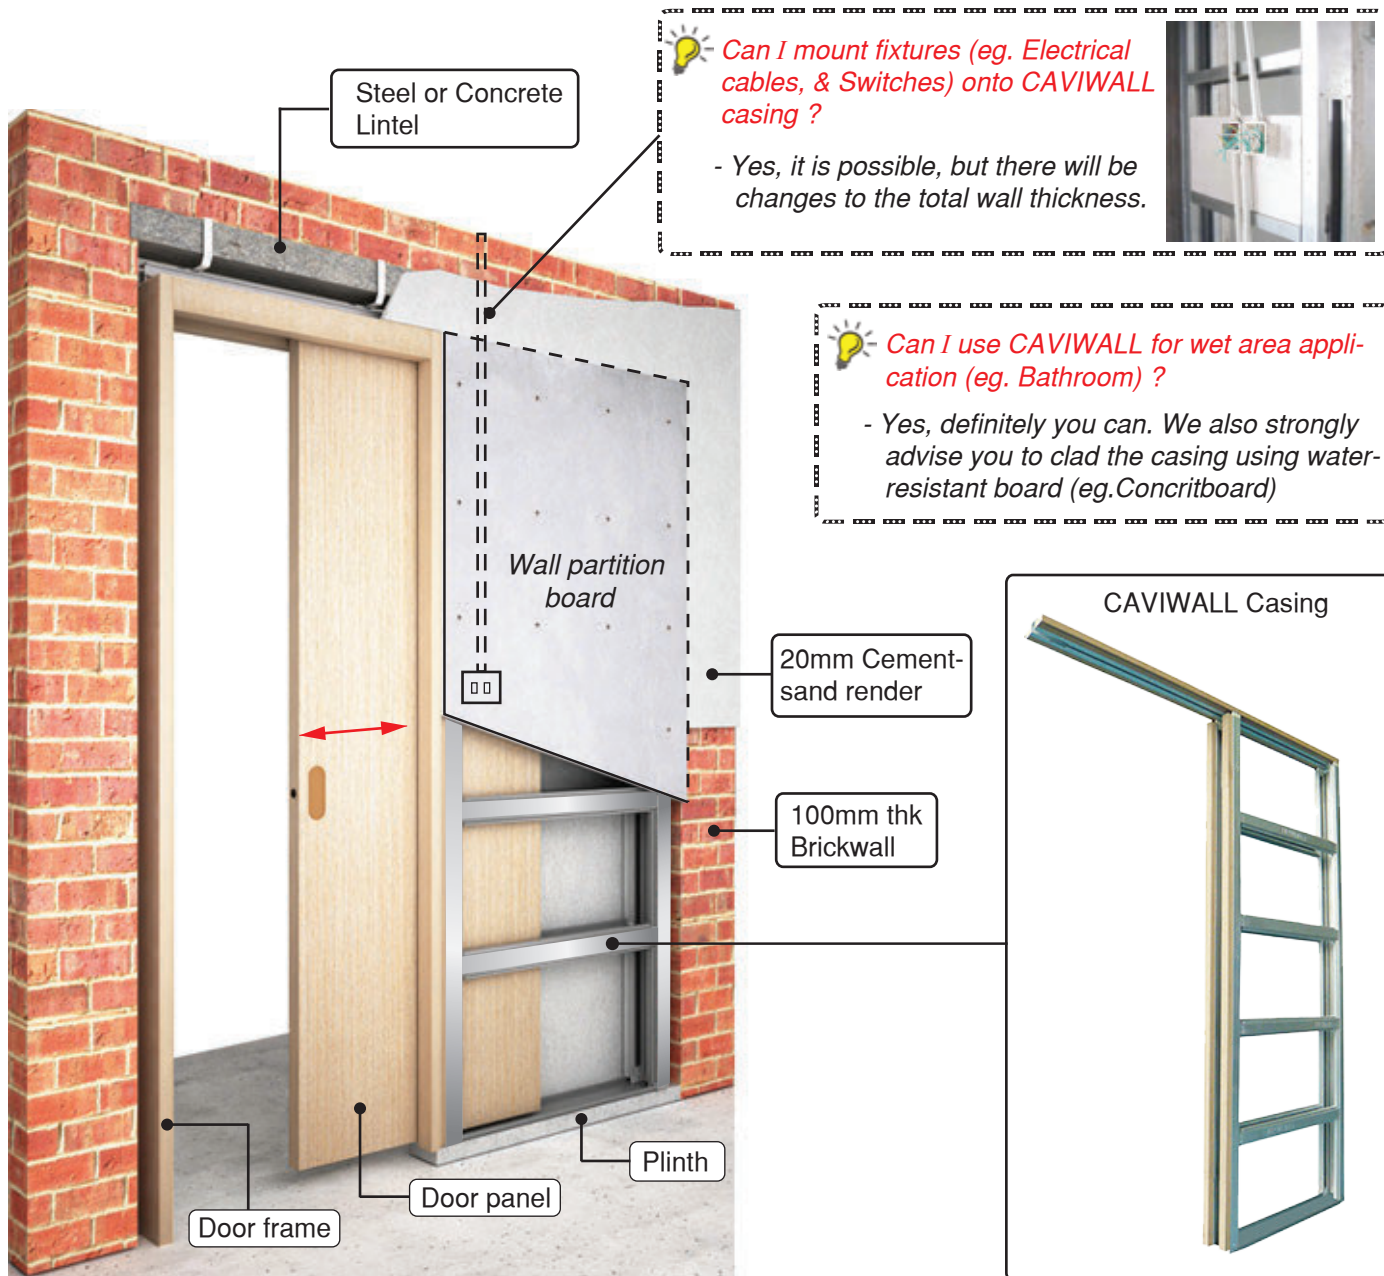 Can I mount fixtures (eg. Electrical
cables, & Switches) onto CAVIWALL
casing ?
- Yes, it is possible, but there will be
changes to the total wall thickness.
Steel or Concrete
Lintel
Can I use CAVIWALL for wet area appli-
cation (eg. Bathroom) ?
- Yes, definitely you can. We also strongly
advise you to clad the casing using water-
resistant board (eg.Concritboard)
Wall partition
board
CAVIWALL Casing
20mm Cement-
sand render
100mm thk
Brickwall
Plinth
Door panel
Door frame